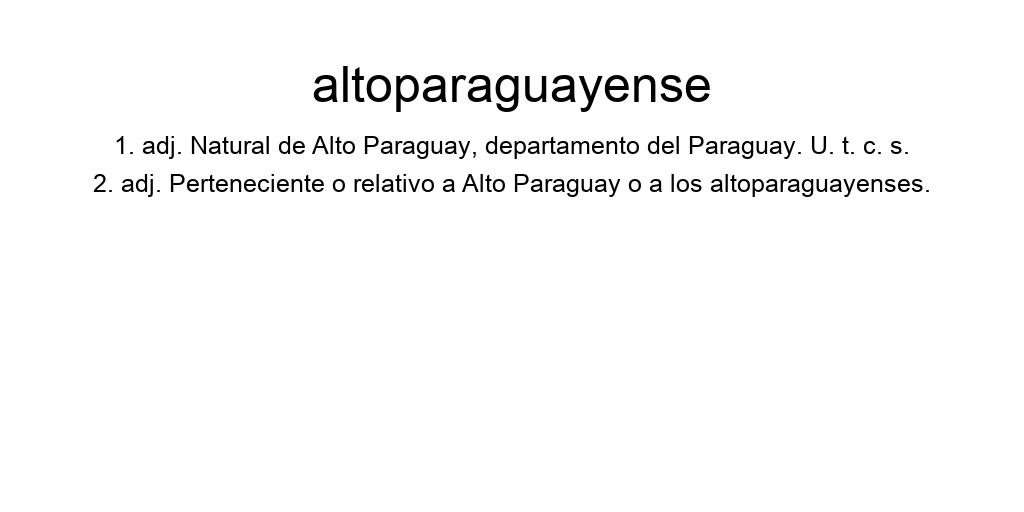 altoparaguayense
1. adj. Natural de Alto Paraguay, departamento del Paraguay. U. t. c. s.
2. adj. Perteneciente o relativo a Alto Paraguay o a los altoparaguayenses.